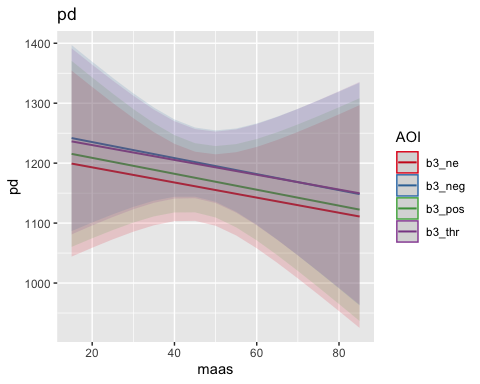 pd
1400
1300
1200
1100
1000
pd
20
40
60
80
maas
AOI
b3_ne
b3_neg
b3_pos
b3_thr